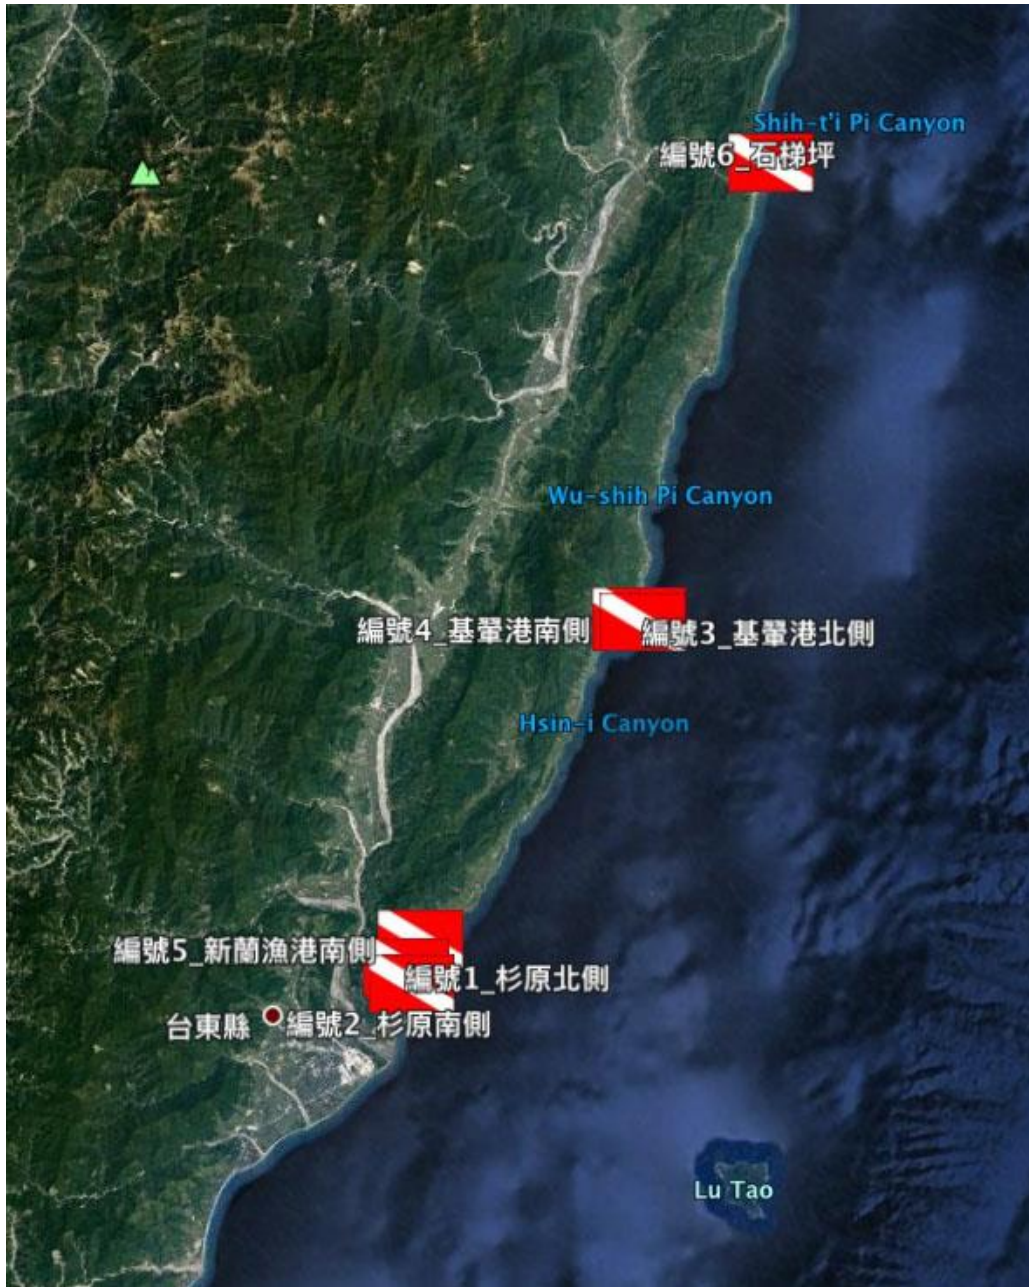 Shih-t'i Pi Canyon
編號6_石梯坪
Wu-shih Pi Canyon
編號4_基翬港南側
編號3_基翬港北側
Hsin-i Canyon
編號5_新蘭漁港南側
編號1_杉原北側
台東縣
編號2_杉原南側
Lu Tao